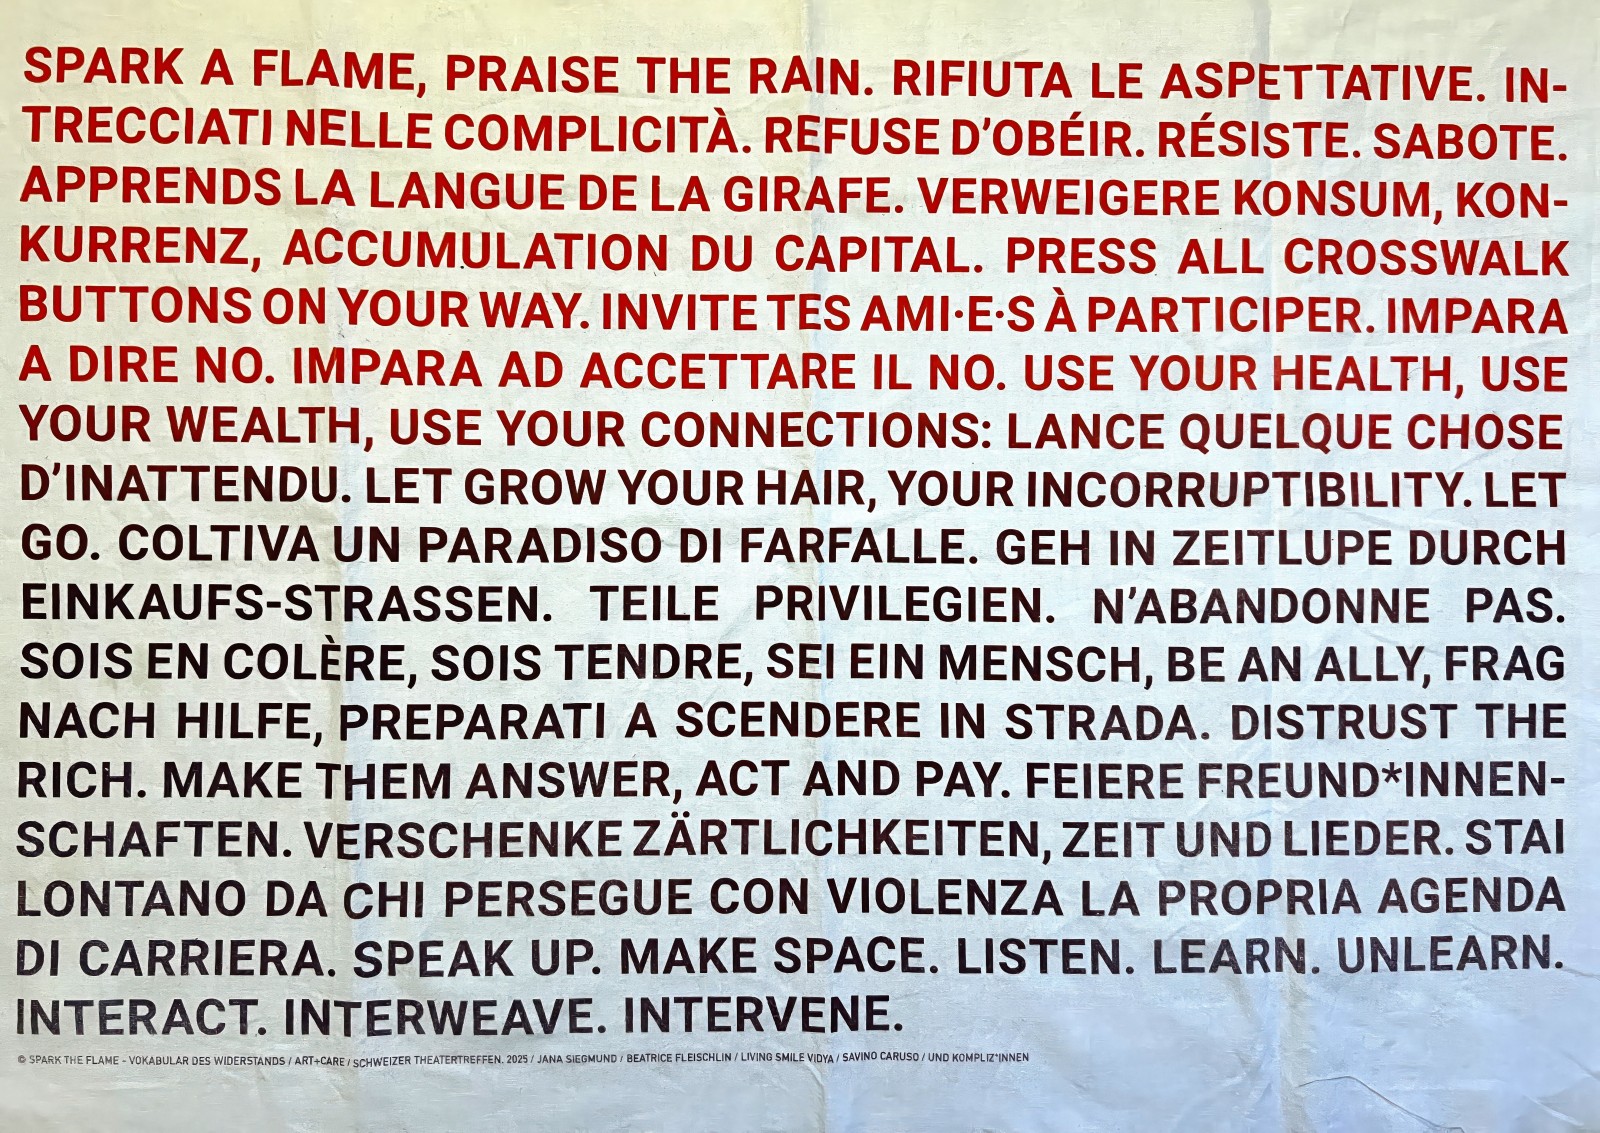 SPARK A FLAME, PRAISE THE RAIN. RIFIUTA LE ASPETTATIVE. IN-
TRECCIATI NELLE COMPLICITÀ. REFUSE D’OBÉIR. RÉSISTE. SABOTE.
APPRENDS LA LANGUE DE LA GIRAFE. VERWEIGERE KONSUM, KON-
KURRENZ, ACCUMULATION DU CAPITAL. PRESS ALL CROSSWALK
BUTTONS ON YOUR WAY. INVITE TES AMI·E·S À PARTICIPER. IMPARA
A DIRE NO. IMPARA AD ACCETTARE IL NO. USE YOUR HEALTH, USE
YOUR WEALTH, USE YOUR CONNECTIONS: LANCE QUELQUE CHOSE
D’INATTENDU. LET GROW YOUR HAIR, YOUR INCORRUPTIBILITY. LET
GO. COLTIVA UN PARADISO DI FARFALLE. GEH IN ZEITLUPE DURCH
EINKAUFS-STRASSEN. TEILE PRIVILEGIEN. N’ABANDONNE PAS.
SOIS EN COLÈRE, SOIS TENDRE, SEI EIN MENSCH, BE AN ALLY, FRAG
NACH HILFE, PREPARATI A SCENDERE IN STRADA. DISTRUST THE
RICH. MAKE THEM ANSWER, ACT AND PAY. FEIERE FREUND*INNEN-
SCHAFTEN. VERSCHENKE ZÄRTLICHKEITEN, ZEIT UND LIEDER. STAI
LONTANO DA CHI PERSEGUE CON VIOLENZA LA PROPRIA AGENDA
DI CARRIERA. SPEAK UP. MAKE SPACE. LISTEN. LEARN. UNLEARN.
INTERACT. INTERWEAVE. INTERVENE.
© SPARK THE FLAME - VOKABULAR DES WIDERSTANDS / ART+CARE / SCHWEIZER THEATERTREFFEN. 2025 / JANA SIEGMUND / BEATRICE FLEISCHLIN / LIVING SMILE VIDYA / SAVINO CARUSO / UND KOMPLIZ*INNEN